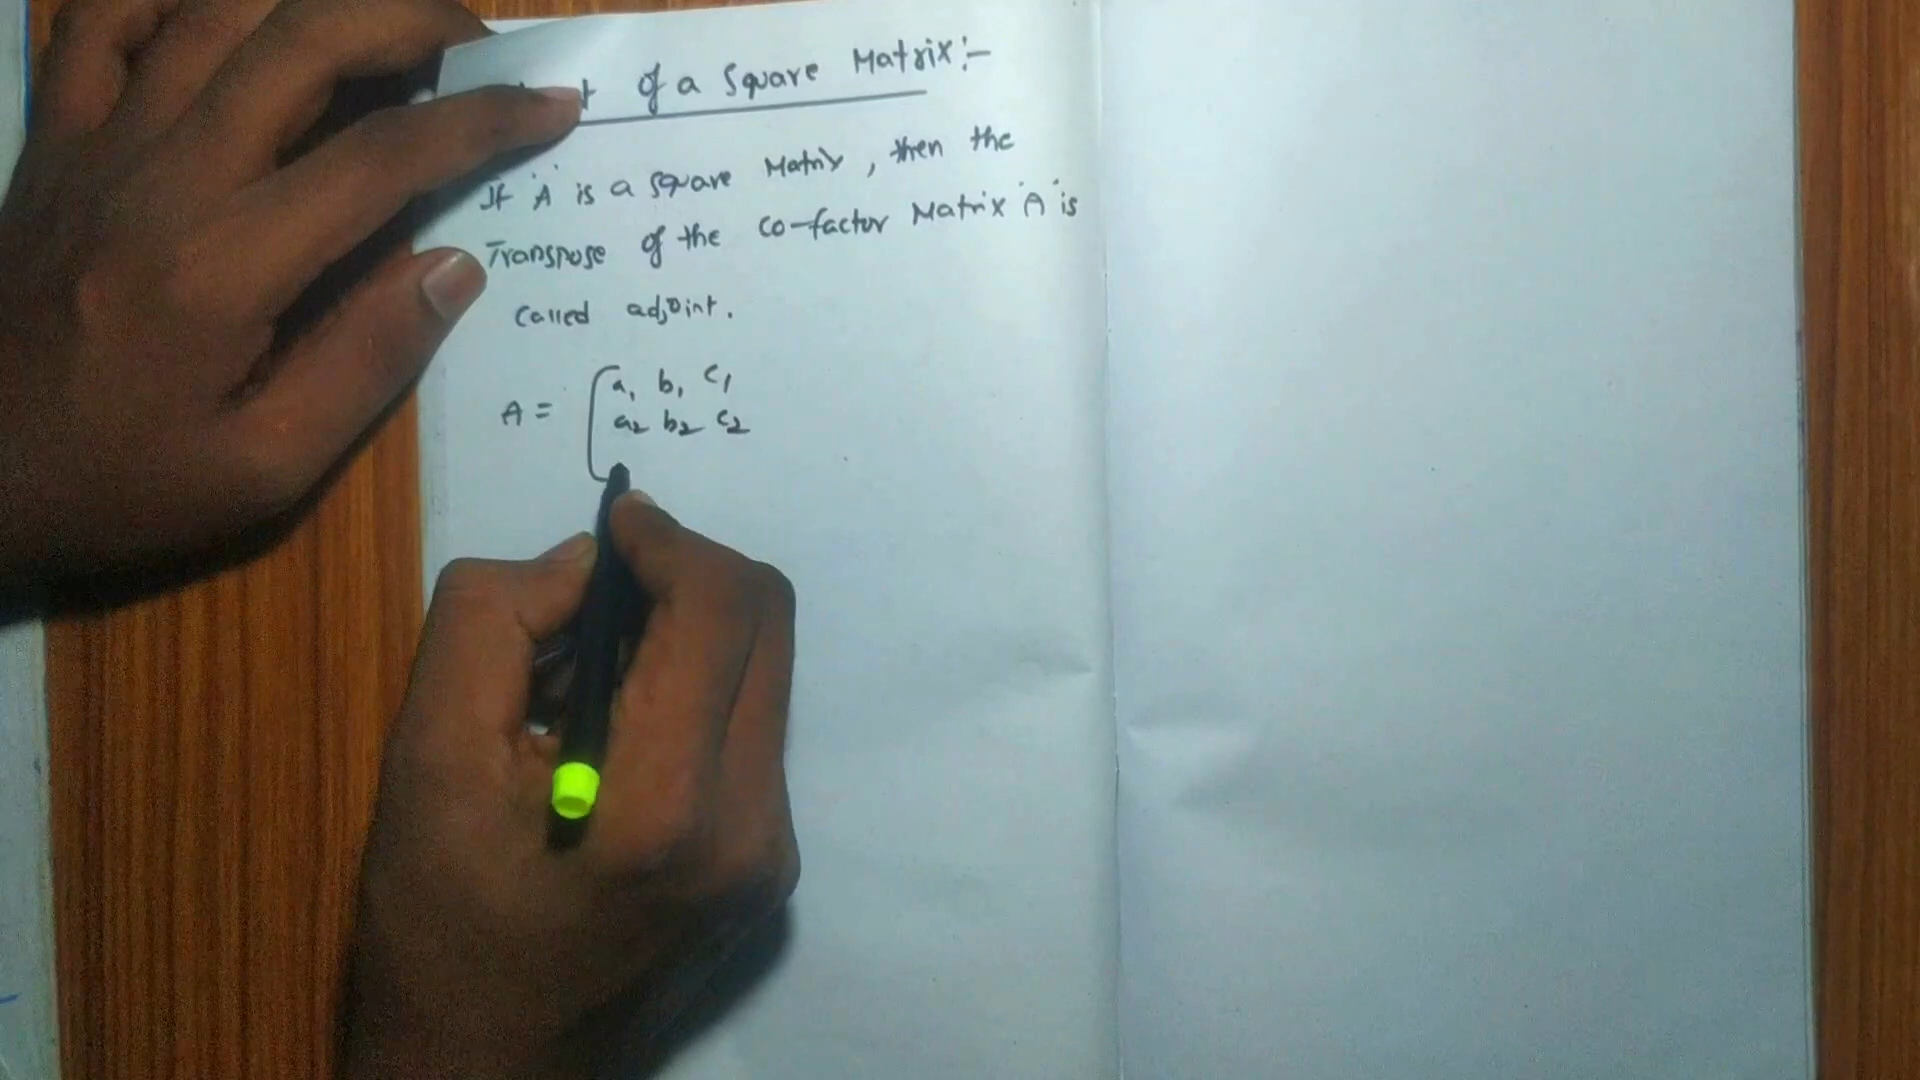 of a Square Matrix:-
If 'A' is a square Matrix, then the
Transpose of the Co-factor Matrix 'A' is
called adjoint.
A = [ a1 b1 c1
a2 b2 c2